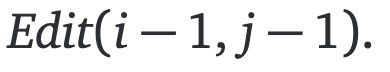 Edit(i − 1, j − 1).